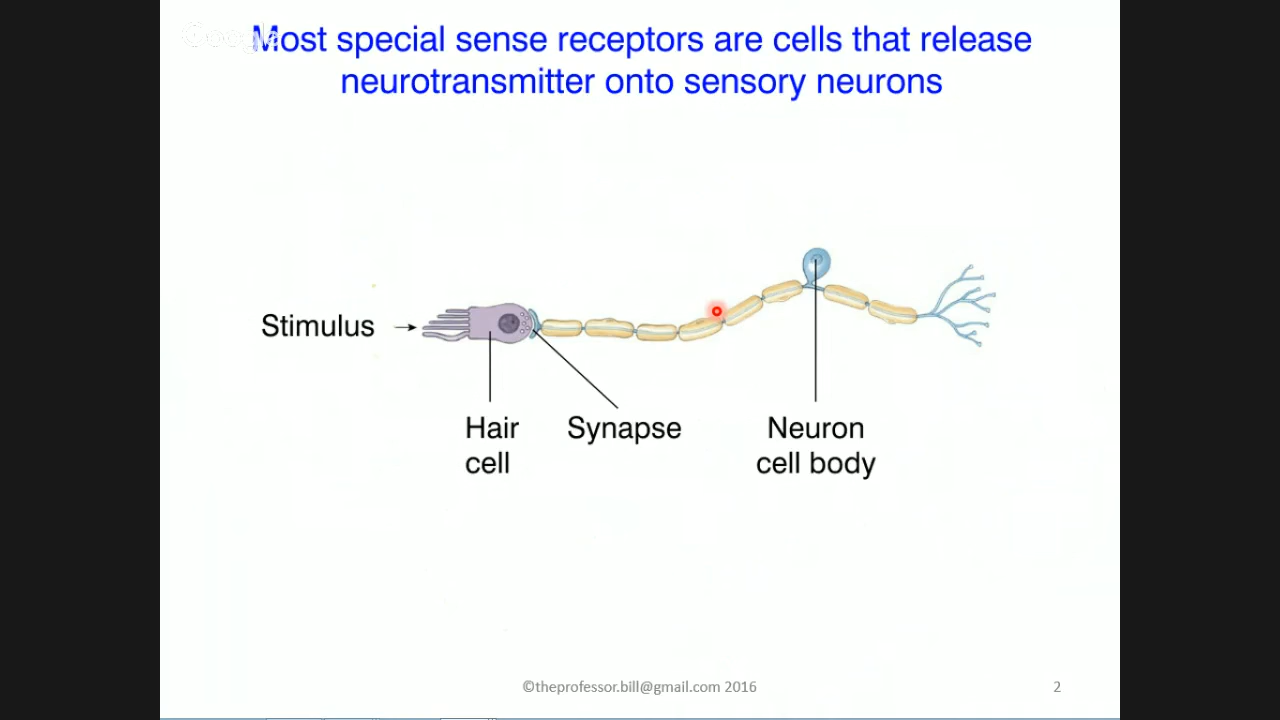 Google
Most special sense receptors are cells that release
neurotransmitter onto sensory neurons
Stimulus
Hair
cell
Synapse
Neuron
cell body
©theprofessor.bill@gmail.com 2016
2